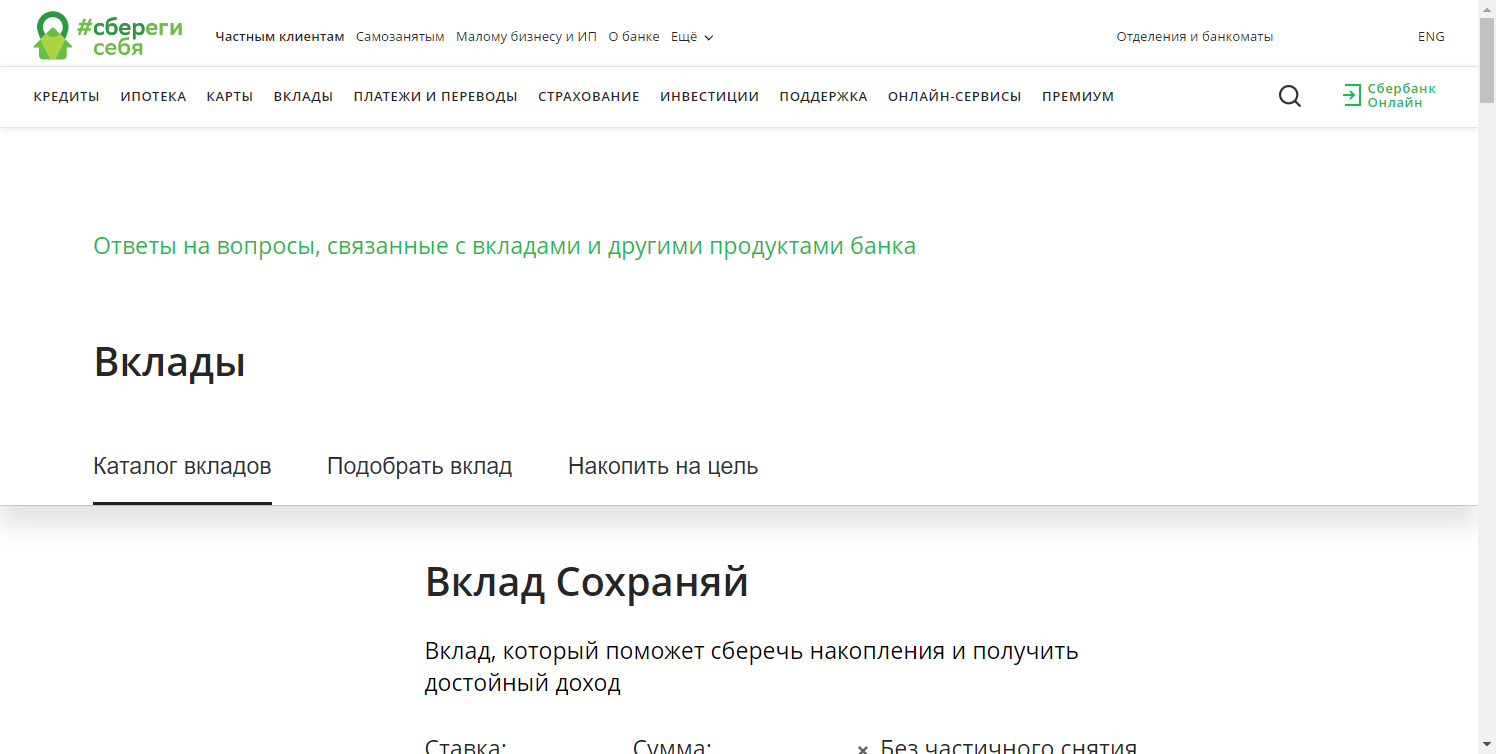 #сбереги
себя
Частным клиентам Самозанятым Малому бизнесу и ИП О банке Ещё
Отделения и банкоматы
ENG
КРЕДИТЫ ИПОТЕКА КАРТЫ ВКЛАДЫ ПЛАТЕЖИ И ПЕРЕВОДЫ СТРАХОВАНИЕ ИНВЕСТИЦИИ ПОДДЕРЖКА ОНЛАЙН-СЕРВИСЫ ПРЕМИУМ
Сбербанк
Онлайн
Ответы на вопросы, связанные с вкладами и другими продуктами банка
Вклады
Каталог вкладов Подобрать вклад Накопить на цель
Вклад Сохраняй
Вклад, который поможет сберечь накопления и получить
достойный доход
Ставка: Сумма: × Без частичного снятия